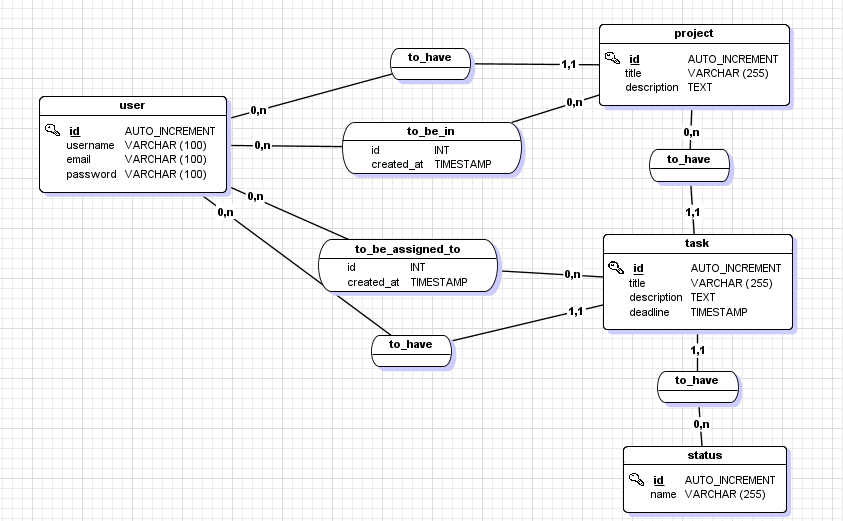 project
id AUTO_INCREMENT
title VARCHAR (255)
description TEXT
to_have
1,1
0,n
user
id AUTO_INCREMENT
username VARCHAR (100)
email VARCHAR (100)
password VARCHAR (100)
0,n
0,n
to_be_in
id INT
created_at TIMESTAMP
0,n
to_have
1,1
0,n
0,n
to_be_assigned_to
id INT
created_at TIMESTAMP
0,n
task
id AUTO_INCREMENT
title VARCHAR (255)
description TEXT
deadline TIMESTAMP
1,1
to_have
1,1
to_have
0,n
status
id AUTO_INCREMENT
name VARCHAR (255)